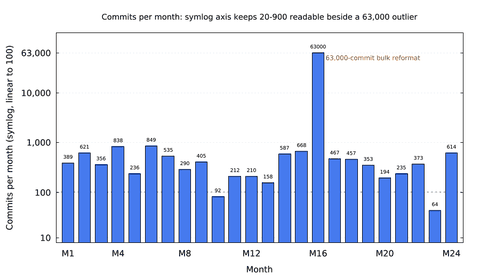 Commits per month: symlog axis keeps 20-900 readable beside a 63,000 outlier
Commits per month (symlog, linear to 100)
63,000
10,000
1,000
100
10
389
621
356
838
236
849
535
290
405
92
212
210
158
587
668
63000
63,000-commit bulk reformat
467
457
353
194
235
373
64
614
M1
M4
M8
M12
M16
M20
M24
Month